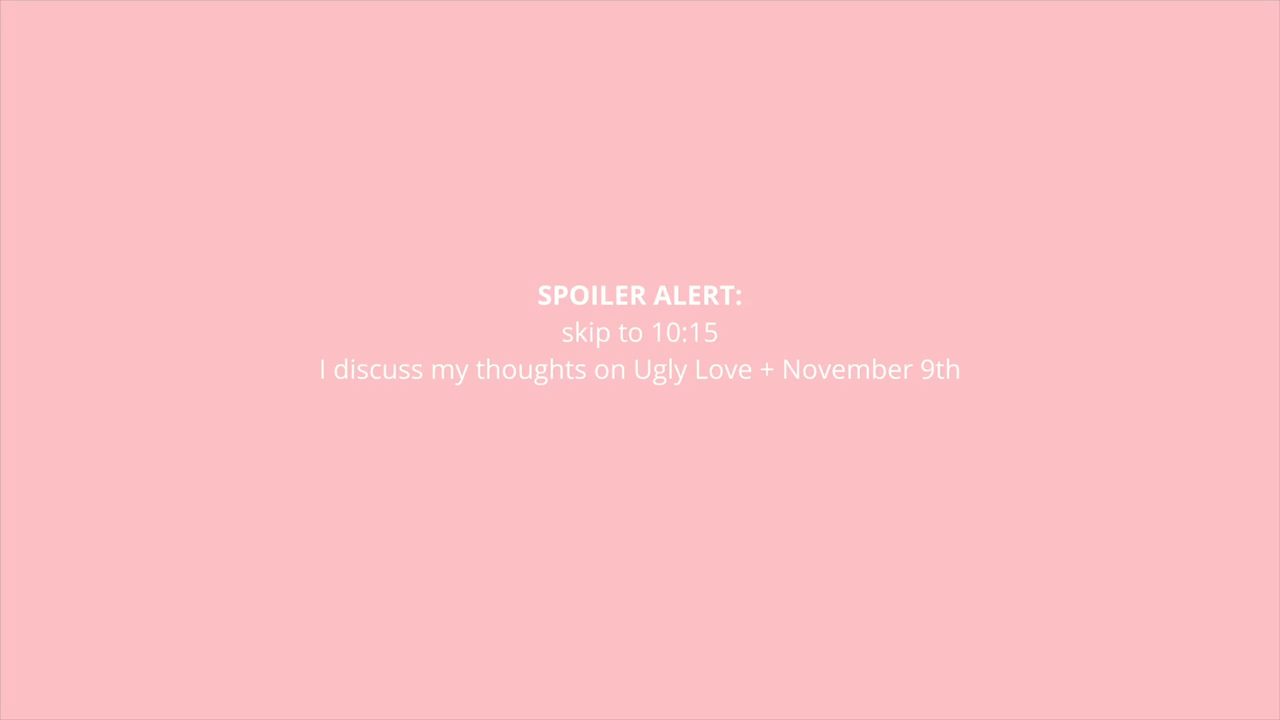 SPOILER ALERT:
skip to 10:15
I discuss my thoughts on Ugly Love + November 9th